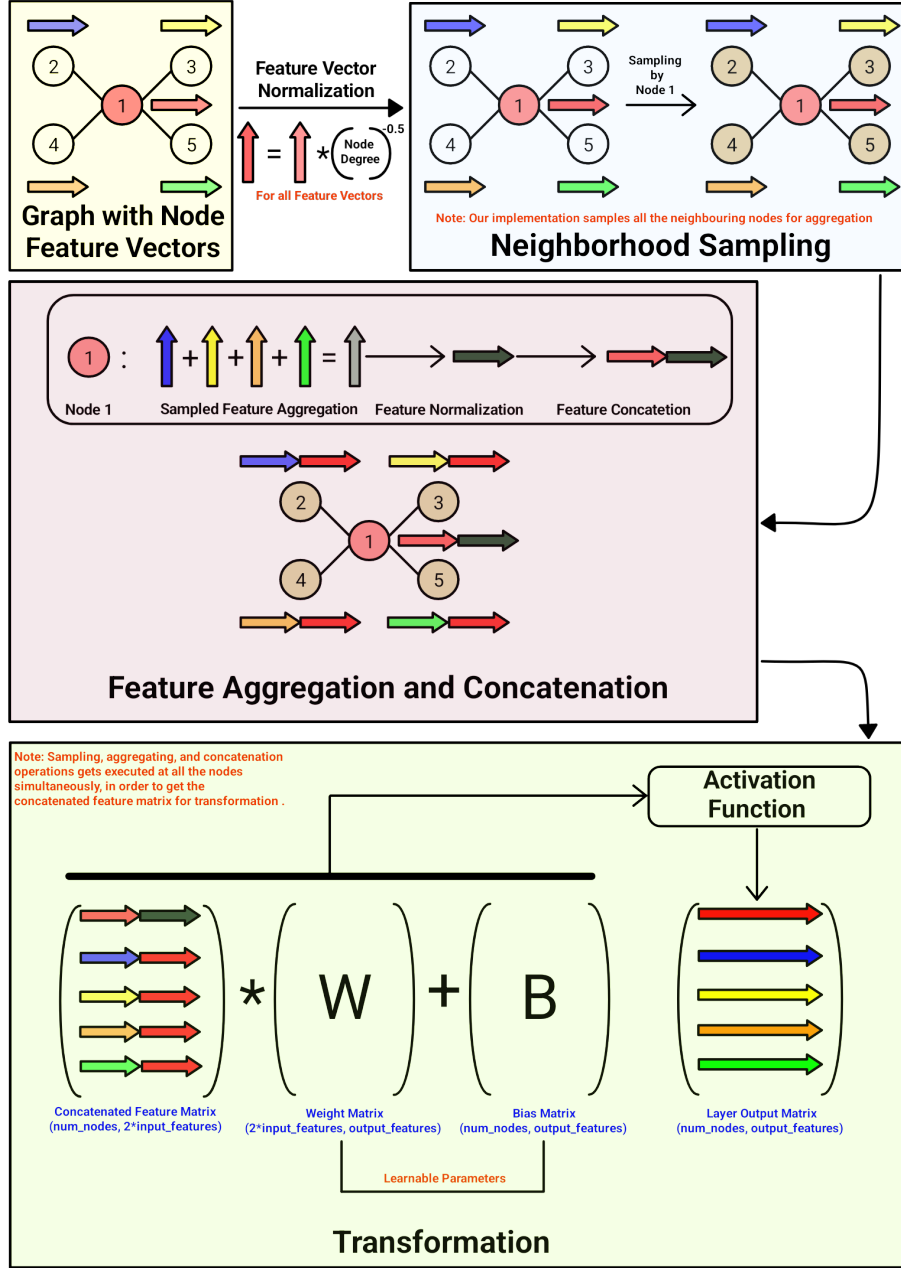 2
3
1
4
5
Graph with Node
Feature Vectors
Feature Vector
Normalization
= * (Node Degree) -0.5
For all Feature Vectors
2
3
1
4
5
Sampling
by
Node 1
2
3
1
4
5
Note: Our implementation samples all the neighbouring nodes for aggregation
Neighborhood Sampling
1 : + + + =
Node 1
Sampled Feature Aggregation
Feature Normalization
Feature Concatetion
2
3
1
4
5
Feature Aggregation and Concatenation
Note: Sampling, aggregating, and concatenation
operations gets executed at all the nodes
simultaneously, in order to get the
concatenated feature matrix for transformation .
Activation
Function
* W + B
Concatenated Feature Matrix
(num_nodes, 2*input_features)
Weight Matrix
(2*input_features, output_features)
Bias Matrix
(num_nodes, output_features)
Layer Output Matrix
(num_nodes, output_features)
Learnable Parameters
Transformation